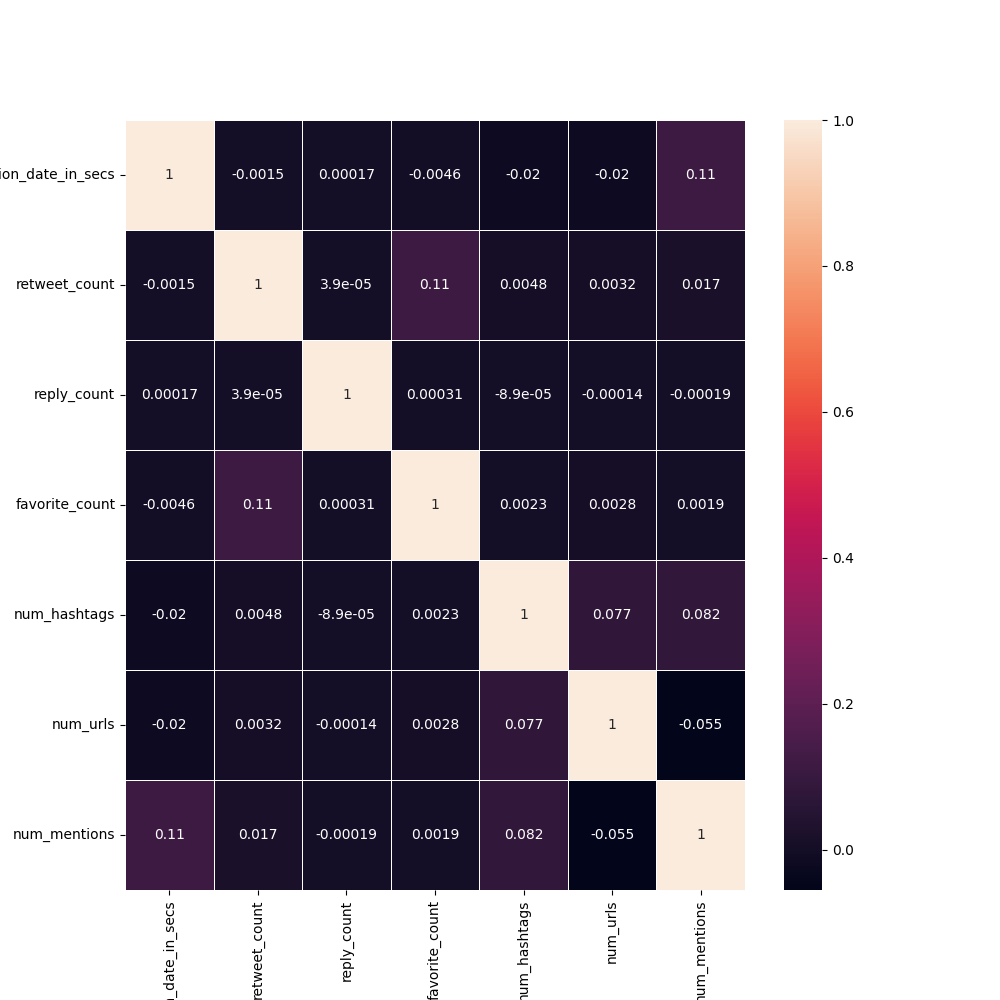 1.0
ion_date_in_secs 1 -0.0015 0.00017 -0.0046 -0.02 -0.02 0.11
0.8
retweet_count -0.0015 1 3.9e-05 0.11 0.0048 0.0032 0.017
reply_count 0.00017 3.9e-05 1 0.00031 -8.9e-05 -0.00014 -0.00019
0.6
favorite_count -0.0046 0.11 0.00031 1 0.0023 0.0028 0.0019
0.4
num_hashtags -0.02 0.0048 -8.9e-05 0.0023 1 0.077 0.082
0.2
num_urls -0.02 0.0032 -0.00014 0.0028 0.077 1 -0.055
num_mentions 0.11 0.017 -0.00019 0.0019 0.082 -0.055 1
0.0
_date_in_secs
retweet_count
reply_count
favorite_count
num_hashtags
num_urls
num_mentions